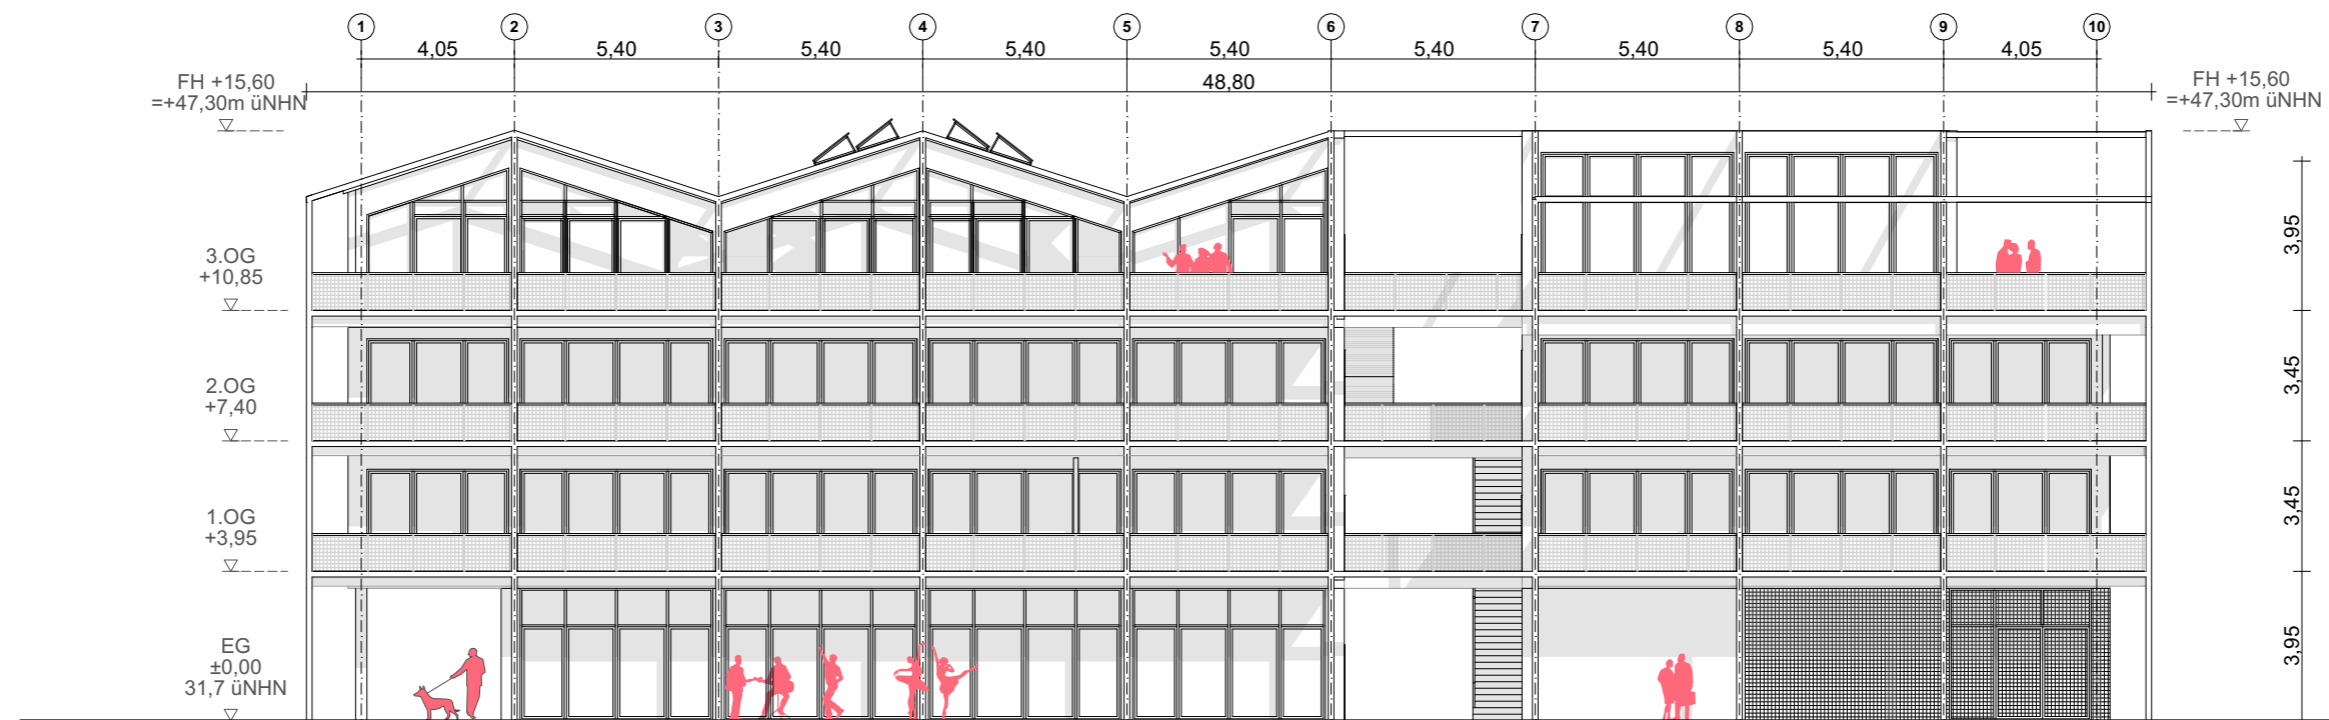 1 2 3 4 5 6 7 8 9 10
4,05 5,40 5,40 5,40 5,40 5,40 5,40 5,40 4,05
48,80
FH +15,60
=+47,30m üNHN
FH +15,60
=+47,30m üNHN
3.OG
+10,85
3,95
2.OG
+7,40
3,45
1.OG
+3,95
3,45
EG
±0,00
31,7 üNHN
3,95